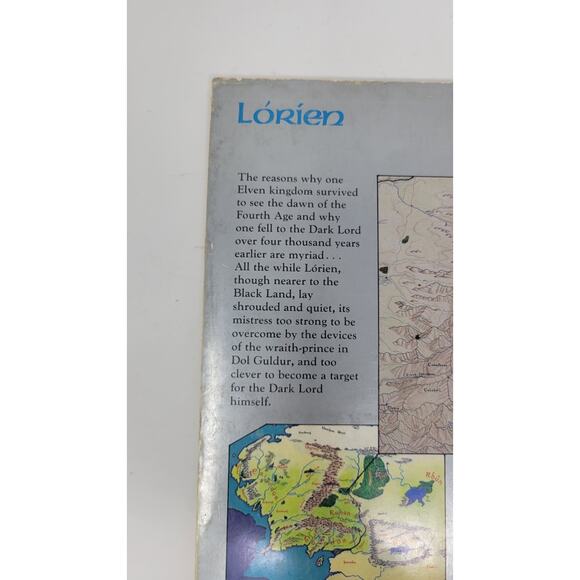 Lórien
The reasons why one
Elven kingdom survived
to see the dawn of the
Fourth Age and why
one fell to the Dark Lord
over four thousand years
earlier are myriad...
All the while Lórien,
though nearer to the
Black Land, lay
shrouded and quiet, its
mistress too strong to be
overcome by the devices
of the wraith-prince in
Dol Guldur, and too
clever to become a target
for the Dark Lord
himself.
Rhûn
Rohan